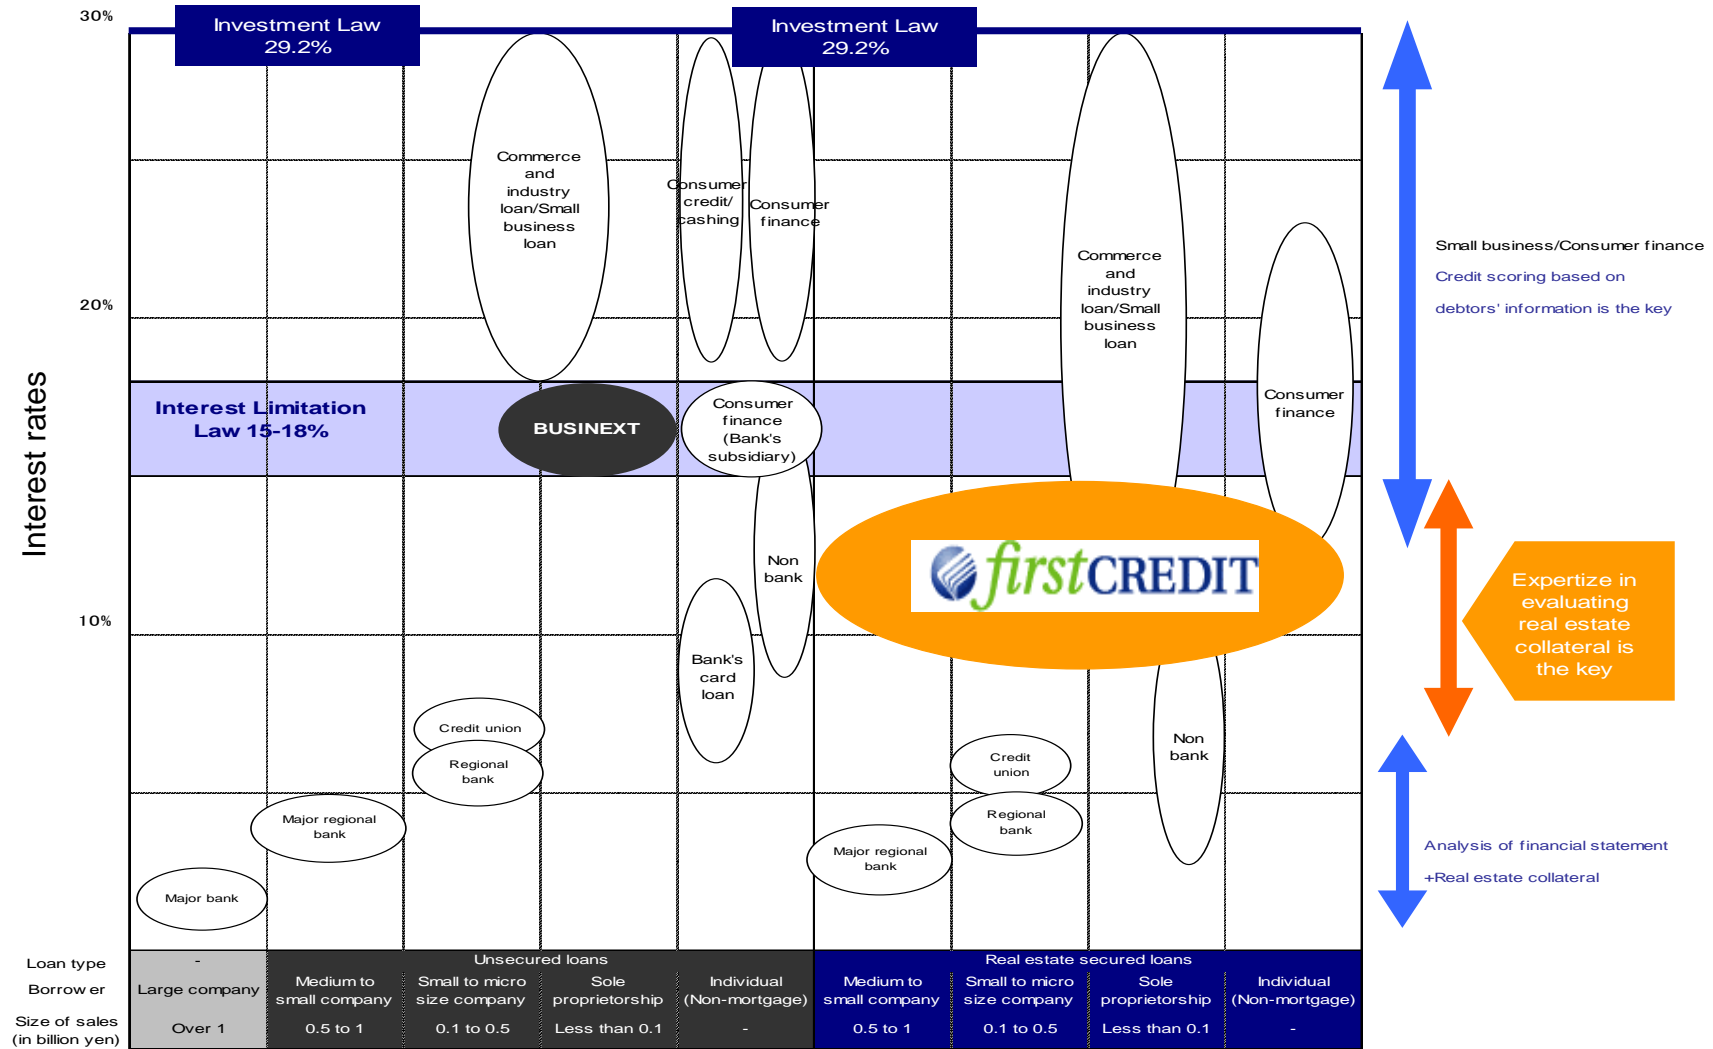 30%
Investment Law
29.2%
Investment Law
29.2%
Commerce
and
industry
loan/Small
business
loan
Consumer
credit/
cashing
Consumer
finance
Commerce
and
industry
loan/Small
business
loan
Small business/Consumer finance
Credit scoring based on
debtors' information is the key
20%
Interest rates
Interest Limitation
Law 15-18%
BUSINEXT
Consumer
finance
(Bank's
subsidiary)
Consumer
finance
Non
bank
firstCREDIT
Expertize in
evaluating
real estate
collateral is
the key
10%
Bank's
card
loan
Credit union
Regional
bank
Credit
union
Non
bank
Major regional
bank
Regional
bank
Major regional
bank
Analysis of financial statement
+Real estate collateral
Major bank
Loan type
-
Unsecured loans
Real estate secured loans
Borrower
Large company
Medium to
small company
Small to micro
size company
Sole
proprietorship
Individual
(Non-mortgage)
Medium to
small company
Small to micro
size company
Sole
proprietorship
Individual
(Non-mortgage)
Size of sales
(in billion yen)
Over 1
0.5 to 1
0.1 to 0.5
Less than 0.1
-
0.5 to 1
0.1 to 0.5
Less than 0.1
-